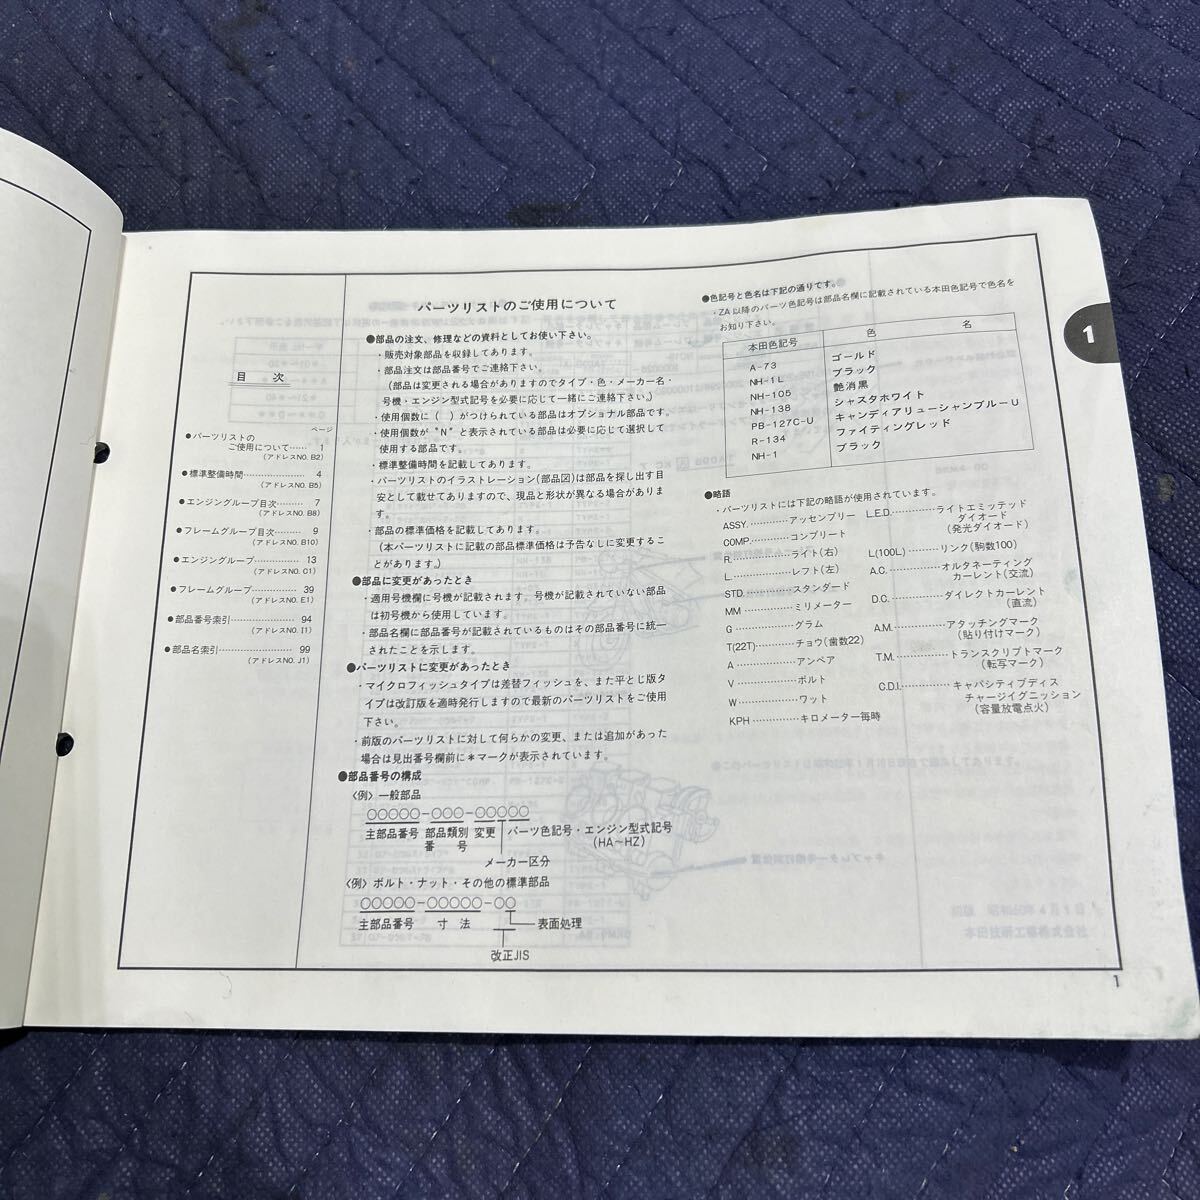 目次
ページ
●パーツリストの
ご使用について…… 1
(アドレスNO. B2)
●標準整備時間……………… 4
(アドレスNO. B5)
●エンジングループ目次……… 7
(アドレスNO. B8)
●フレームグループ目次……… 9
(アドレスNO. B10)
●エンジングループ…………… 13
(アドレスNO. C1)
●フレームグループ…………… 39
(アドレスNO. E1)
●部品番号索引……………… 94
(アドレスNO. I1)
●部品名索引………………… 99
(アドレスNO. J1)
パーツリストのご使用について
●部品の注文、修理などの資料としてお使い下さい。
・販売対象部品を収録してあります。
・部品注文は部品番号でご連絡下さい。
(部品は変更される場合がありますのでタイプ・色・メーカー名・
号機・エンジン型式記号を必要に応じて一緒にご連絡下さい。)
・使用個数に( )がつけられている部品はオプショナル部品です。
・使用個数が“N”と表示されている部品は必要に応じて選択して
使用する部品です。
・標準整備時間を記載してあります。
・パーツリストのイラストレーション(部品図)は部品を探し出す目
安として載せてありますので、現品と形状が異なる場合がありま
す。
・部品の標準価格を記載してあります。
(本パーツリストに記載の部品標準価格は予告なしに変更するこ
とがあります。)
●部品に変更があったとき
・適用号機欄に号機が記載されます。号機が記載されていない部品
は初号機から使用しています。
・部品名欄に部品番号が記載されているものはその部品番号に統一
されたことを示します。
●パーツリストに変更があったとき
・マイクロフィッシュタイプは差替フィッシュを、また平とじ版タ
イプは改訂版を適時発行しますので最新のパーツリストをご使用
下さい。
・前版のパーツリストに対して何らかの変更、または追加があった
場合は見出番号欄前に＊マークが表示されています。
●部品番号の構成
〈例〉一般部品
○○○○○-○○○-○○○○○
主部品番号 部品類別 変更 パーツ色記号・エンジン型式記号
番 号 (HA〜HZ)
メーカー区分
〈例〉ボルト・ナット・その他の標準部品
○○○○○-○○○○○-○○
主部品番号 寸法 表面処理
改正JIS
●色記号と色名は下記の通りです。
・ZA以降のパーツ色記号は部品名欄に記載されている本田色記号で色名を
お知り下さい。
本田色記号 色名
A-73 ゴールド
NH-1L ブラック
NH-105 艶消黒
NH-138 シャスタホワイト
PB-127C-U キャンディアリューシャンブルーU
R-134 ファイティングレッド
NH-1 ブラック
●略語
・パーツリストには下記の略語が使用されています。
ASSY.…………アッセンブリー
COMP.…………コンプリート
R.………………ライト(右)
L.………………レフト(左)
STD.……………スタンダード
MM………………ミリメーター
G…………………グラム
T(22T)…………チョウ(歯数22)
A…………………アンペア
V…………………ボルト
W…………………ワット
KPH……………キロメーター毎時
L.E.D.…………ライトエミッテッド
ダイオード
(発光ダイオード)
L(100L)………リンク(駒数100)
A.C.……………オルタネーティング
カーレント(交流)
D.C.……………ダイレクトカーレント
(直流)
A.M.……………アタッチングマーク
(貼り付けマーク)
T.M.……………トランスクリプトマーク
(転写マーク)
C.D.I.…………キャパシティブディス
チャージイグニッション
(容量放電点火)
1
1